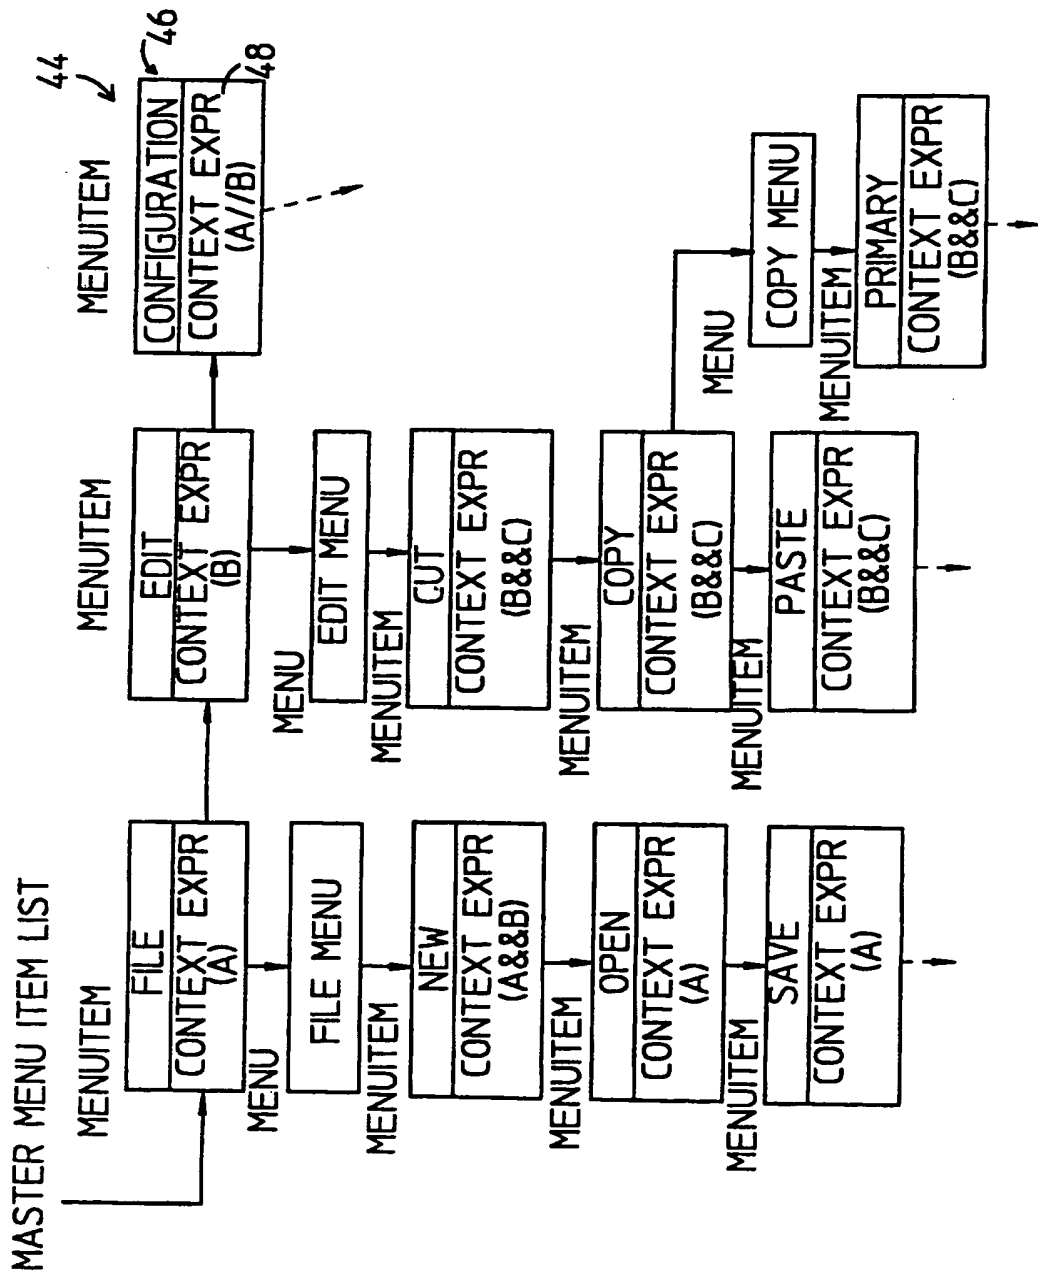 MASTER MENU ITEM LIST
MENUITEM
FILE
CONTEXT EXPR
(A)
MENU
FILE MENU
MENUITEM
NEW
CONTEXT EXPR
(A&&B)
MENUITEM
OPEN
CONTEXT EXPR
(A)
MENUITEM
SAVE
CONTEXT EXPR
(A)
MENUITEM
EDIT
CONTEXT EXPR
(B)
MENU
EDIT MENU
MENUITEM
CUT
CONTEXT EXPR
(B&&C)
MENUITEM
COPY
CONTEXT EXPR
(B&&C)
MENUITEM
PASTE
CONTEXT EXPR
(B&&C)
MENU
COPY MENU
MENUITEM
PRIMARY
CONTEXT EXPR
(B&&C)
MENUITEM
44
46
CONFIGURATION
CONTEXT EXPR
48
(A//B)